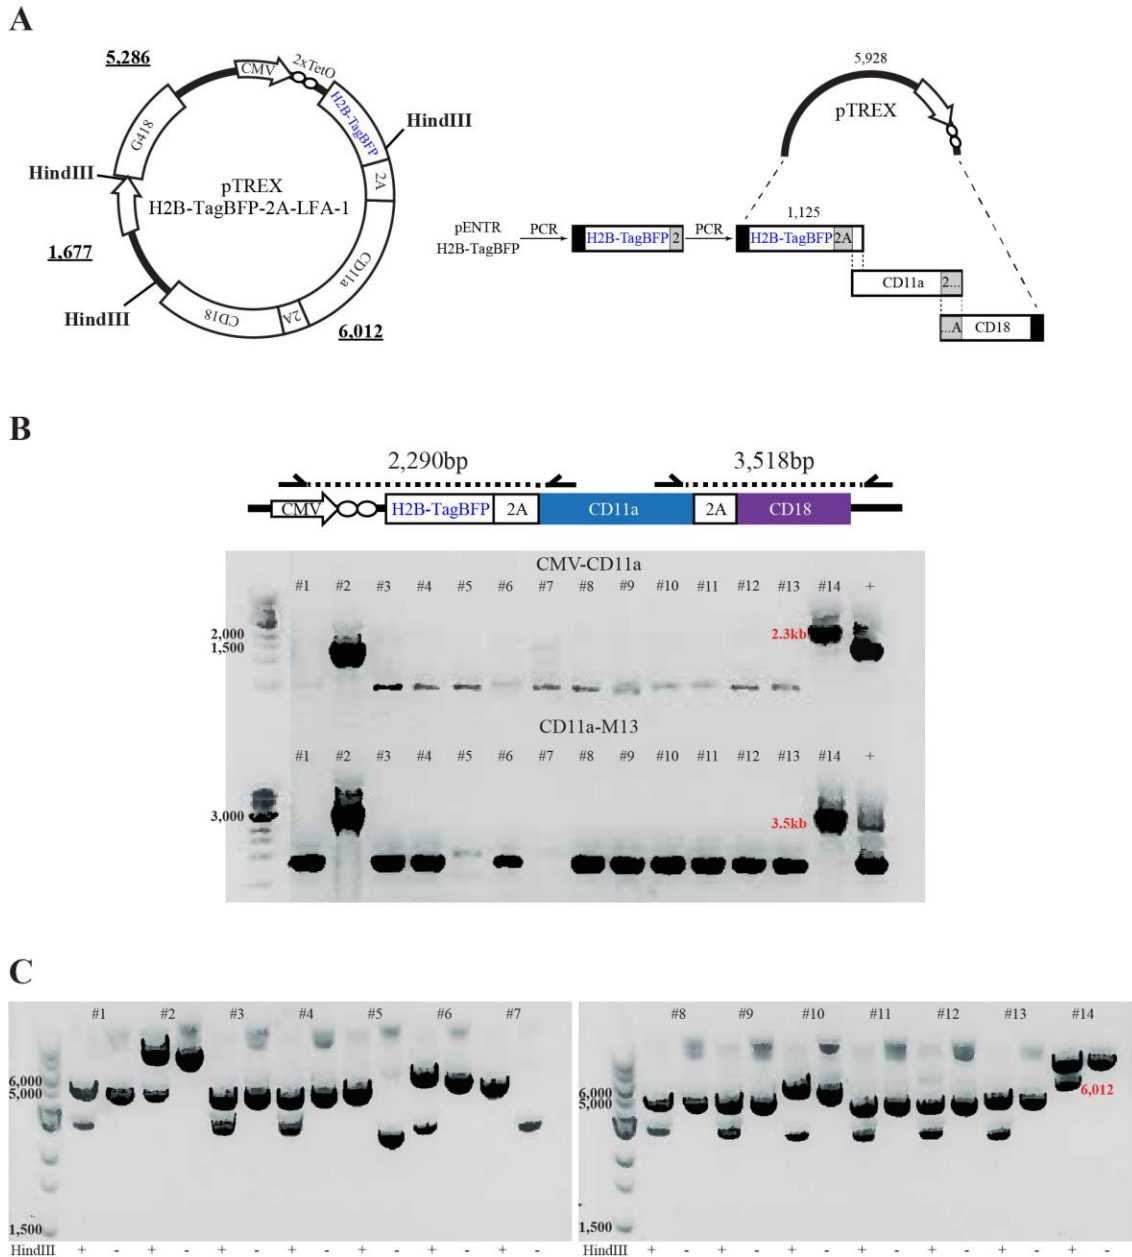 A
5,286
CMV
2xTetO
H2B-TagBFP
HindIII
2A
CD11a
6,012
2A
CD18
HindIII
1,677
HindIII
G418
pTREX
H2B-TagBFP-2A-LFA-1
5,928
pTREX
pENTR
H2B-TagBFP
PCR
H2B-TagBFP 2
PCR
1,125
H2B-TagBFP 2A
CD11a 2...
...A CD18
B
2,290bp 3,518bp
CMV H2B-TagBFP 2A CD11a 2A CD18
CMV-CD11a
#1 #2 #3 #4 #5 #6 #7 #8 #9 #10 #11 #12 #13 #14 +
2,000
1,500
2.3kb
CD11a-M13
#1 #2 #3 #4 #5 #6 #7 #8 #9 #10 #11 #12 #13 #14 +
3,000
3.5kb
C
#1 #2 #3 #4 #5 #6 #7
6,000
5,000
1,500
HindIII + - + - + - + - + - + - + -
#8 #9 #10 #11 #12 #13 #14
6,000
5,000
6,012
1,500
HindIII + - + - + - + - + - + - + -